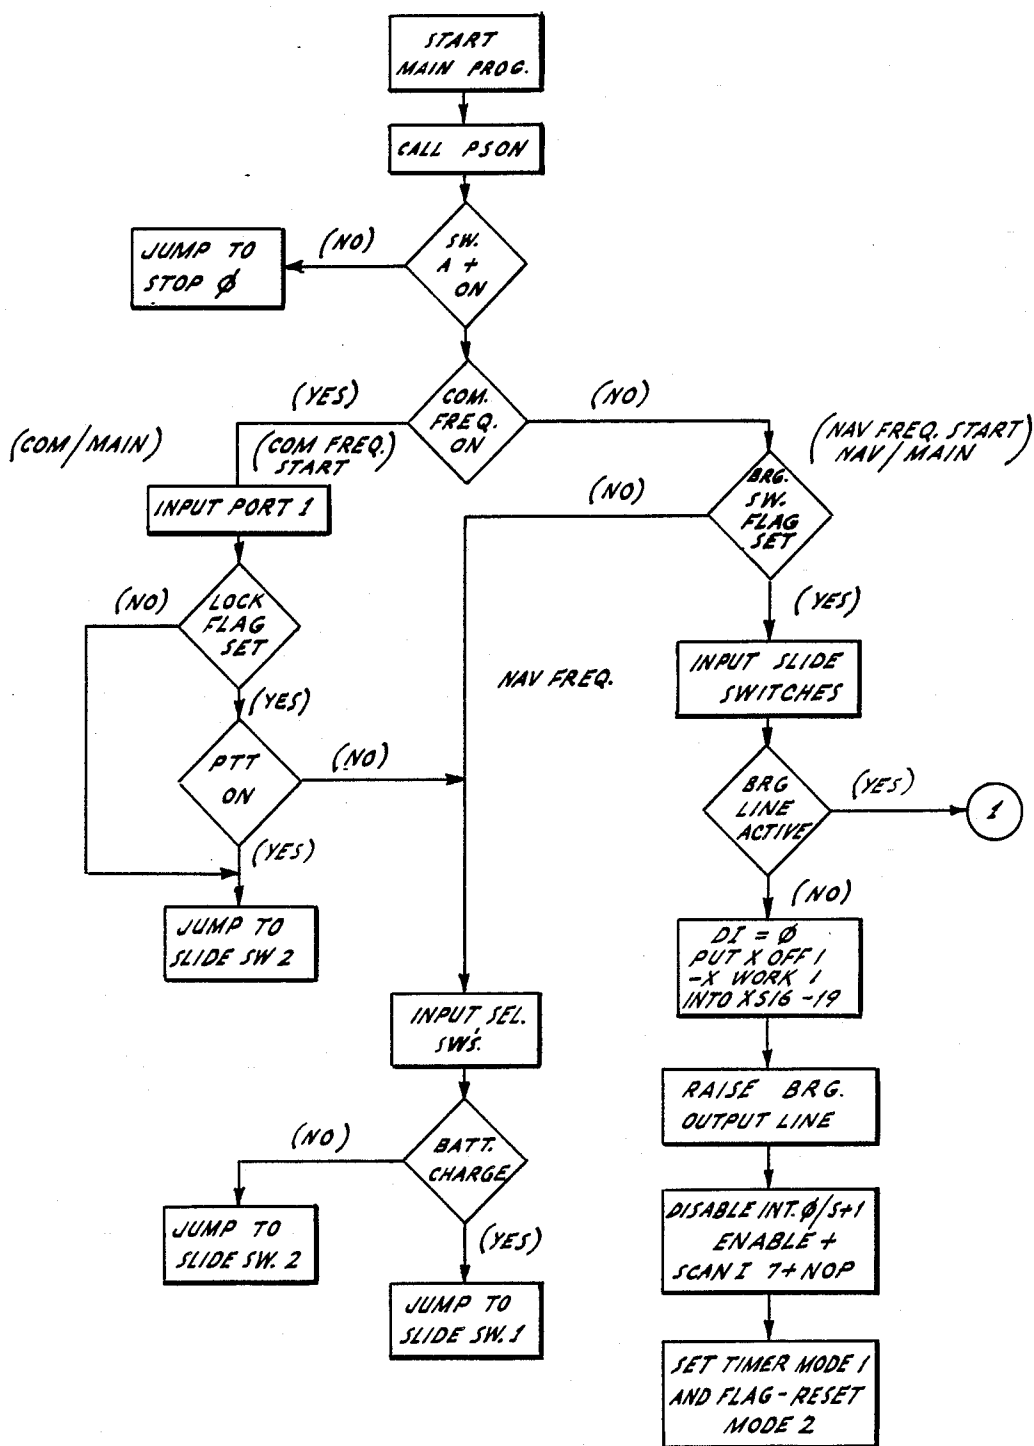 START
MAIN PROG.
CALL PSON
SW.
A +
ON
(NO)
JUMP TO
STOP Ø
COM.
FREQ.
ON
(YES)
(NO)
(COM/MAIN)
(COM FREQ.)
START
(NAV FREQ. START)
NAV/MAIN
INPUT PORT 1
BRG.
SW.
FLAG
SET
(NO)
(YES)
LOCK
FLAG
SET
(NO)
(YES)
INPUT SLIDE
SWITCHES
NAV FREQ.
PTT
ON
(NO)
(YES)
BRG
LINE
ACTIVE
(YES)
1
(NO)
JUMP TO
SLIDE SW 2
DI = Ø
PUT X OFF 1
-X WORK 1
INTO XS16-19
INPUT SEL.
SW'S.
RAISE BRG.
OUTPUT LINE
BATT.
CHARGE
(NO)
(YES)
JUMP TO
SLIDE SW. 2
DISABLE INT. Ø/S+1
ENABLE +
SCAN I 7+ NOP
JUMP TO
SLIDE SW. 1
SET TIMER MODE 1
AND FLAG-RESET
MODE 2